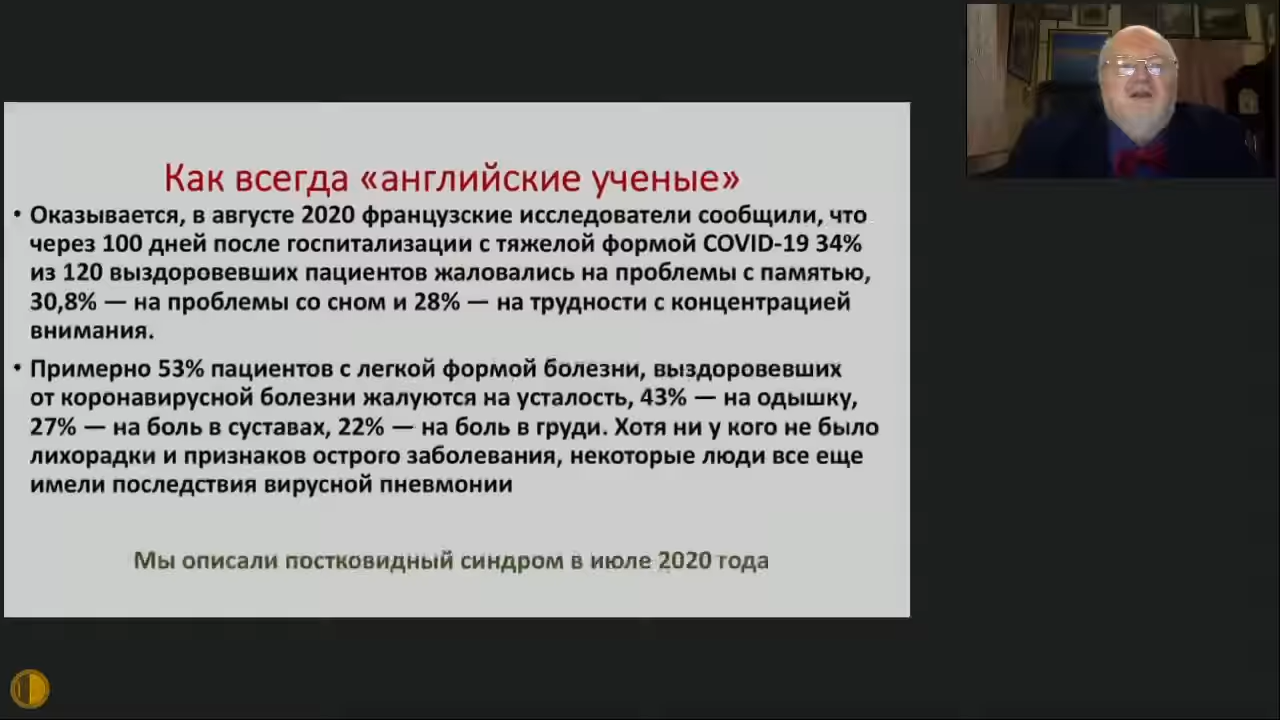 Как всегда «английские ученые»
• Оказывается, в августе 2020 французские исследователи сообщили, что
через 100 дней после госпитализации с тяжелой формой COVID-19 34%
из 120 выздоровевших пациентов жаловались на проблемы с памятью,
30,8% — на проблемы со сном и 28% — на трудности с концентрацией
внимания.
• Примерно 53% пациентов с легкой формой болезни, выздоровевших
от коронавирусной болезни жалуются на усталость, 43% — на одышку,
27% — на боль в суставах, 22% — на боль в груди. Хотя ни у кого не было
лихорадки и признаков острого заболевания, некоторые люди все еще
имели последствия вирусной пневмонии
Мы описали постковидный синдром в июле 2020 года